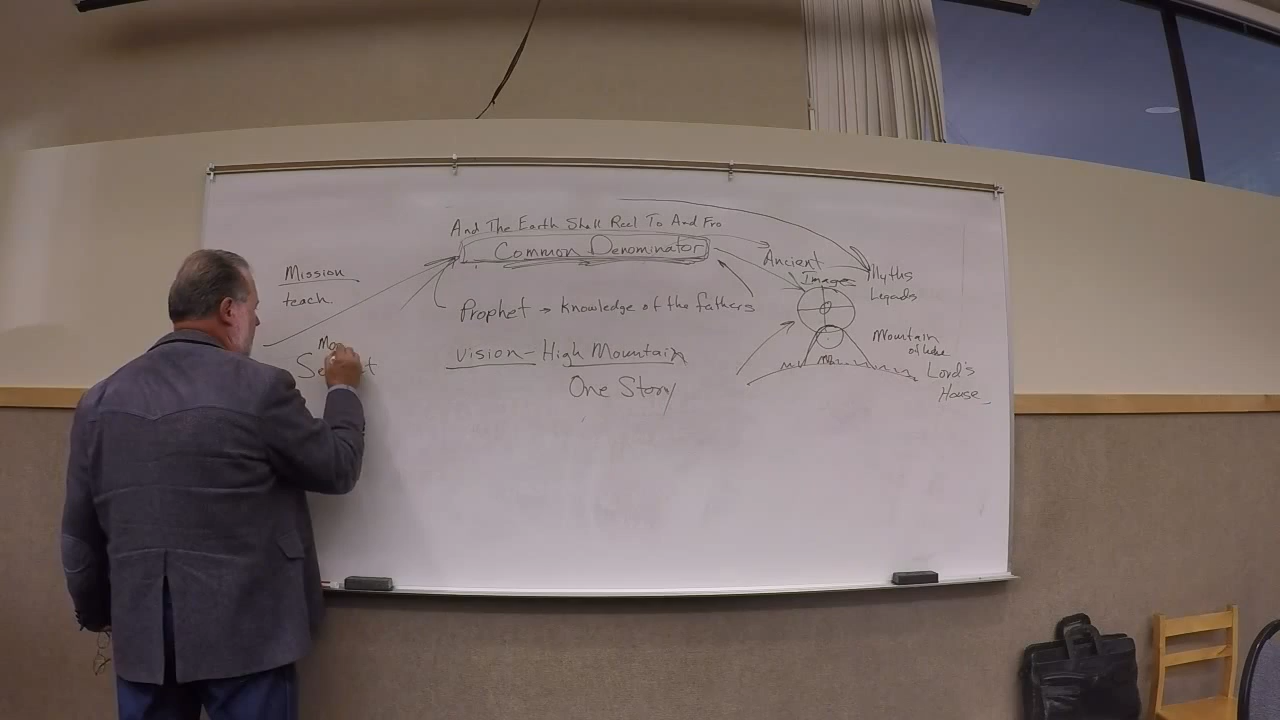 And The Earth Shell Reel To And Fro
Common Denominator
Mission
teach.
Prophet → Knowledge of the fathers
Vision - High Mountain
One Story
Ancient
Images
Myths
Legends
Mountain
of the
Lord's
House